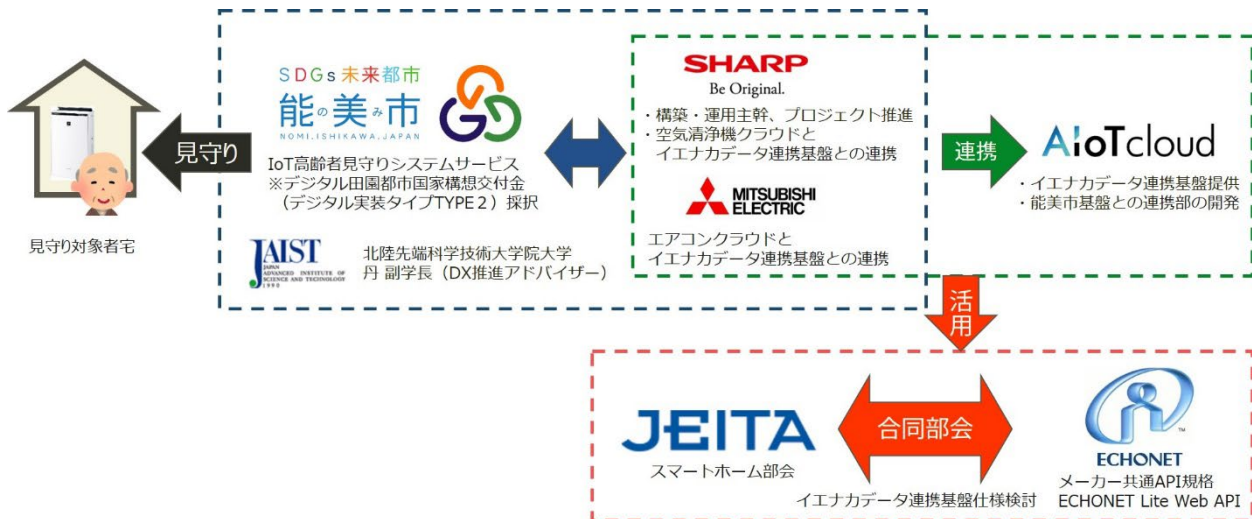 見守り対象者宅
見守り
SDGs未来都市
能の美み市
NOMI.ISHIKAWA.JAPAN
IoT高齢者見守りシステムサービス
※デジタル田園都市国家構想交付金
（デジタル実装タイプTYPE２）採択
JAIST
JAPAN
ADVANCED INSTITUTE OF
SCIENCE AND TECHNOLOGY
1990
北陸先端科学技術大学院大学
丹 副学長（DX推進アドバイザー）
SHARP
Be Original.
・構築・運用主幹、プロジェクト推進
・空気清浄機クラウドと
イエナカデータ連携基盤との連携
MITSUBISHI
ELECTRIC
エアコンクラウドと
イエナカデータ連携基盤との連携
連携
AIoTcloud
・イエナカデータ連携基盤提供
・能美市基盤との連携部の開発
活用
JEITA
スマートホーム部会
合同部会
イエナカデータ連携基盤仕様検討
TM
ECHONET
メーカー共通API規格
ECHONET Lite Web API